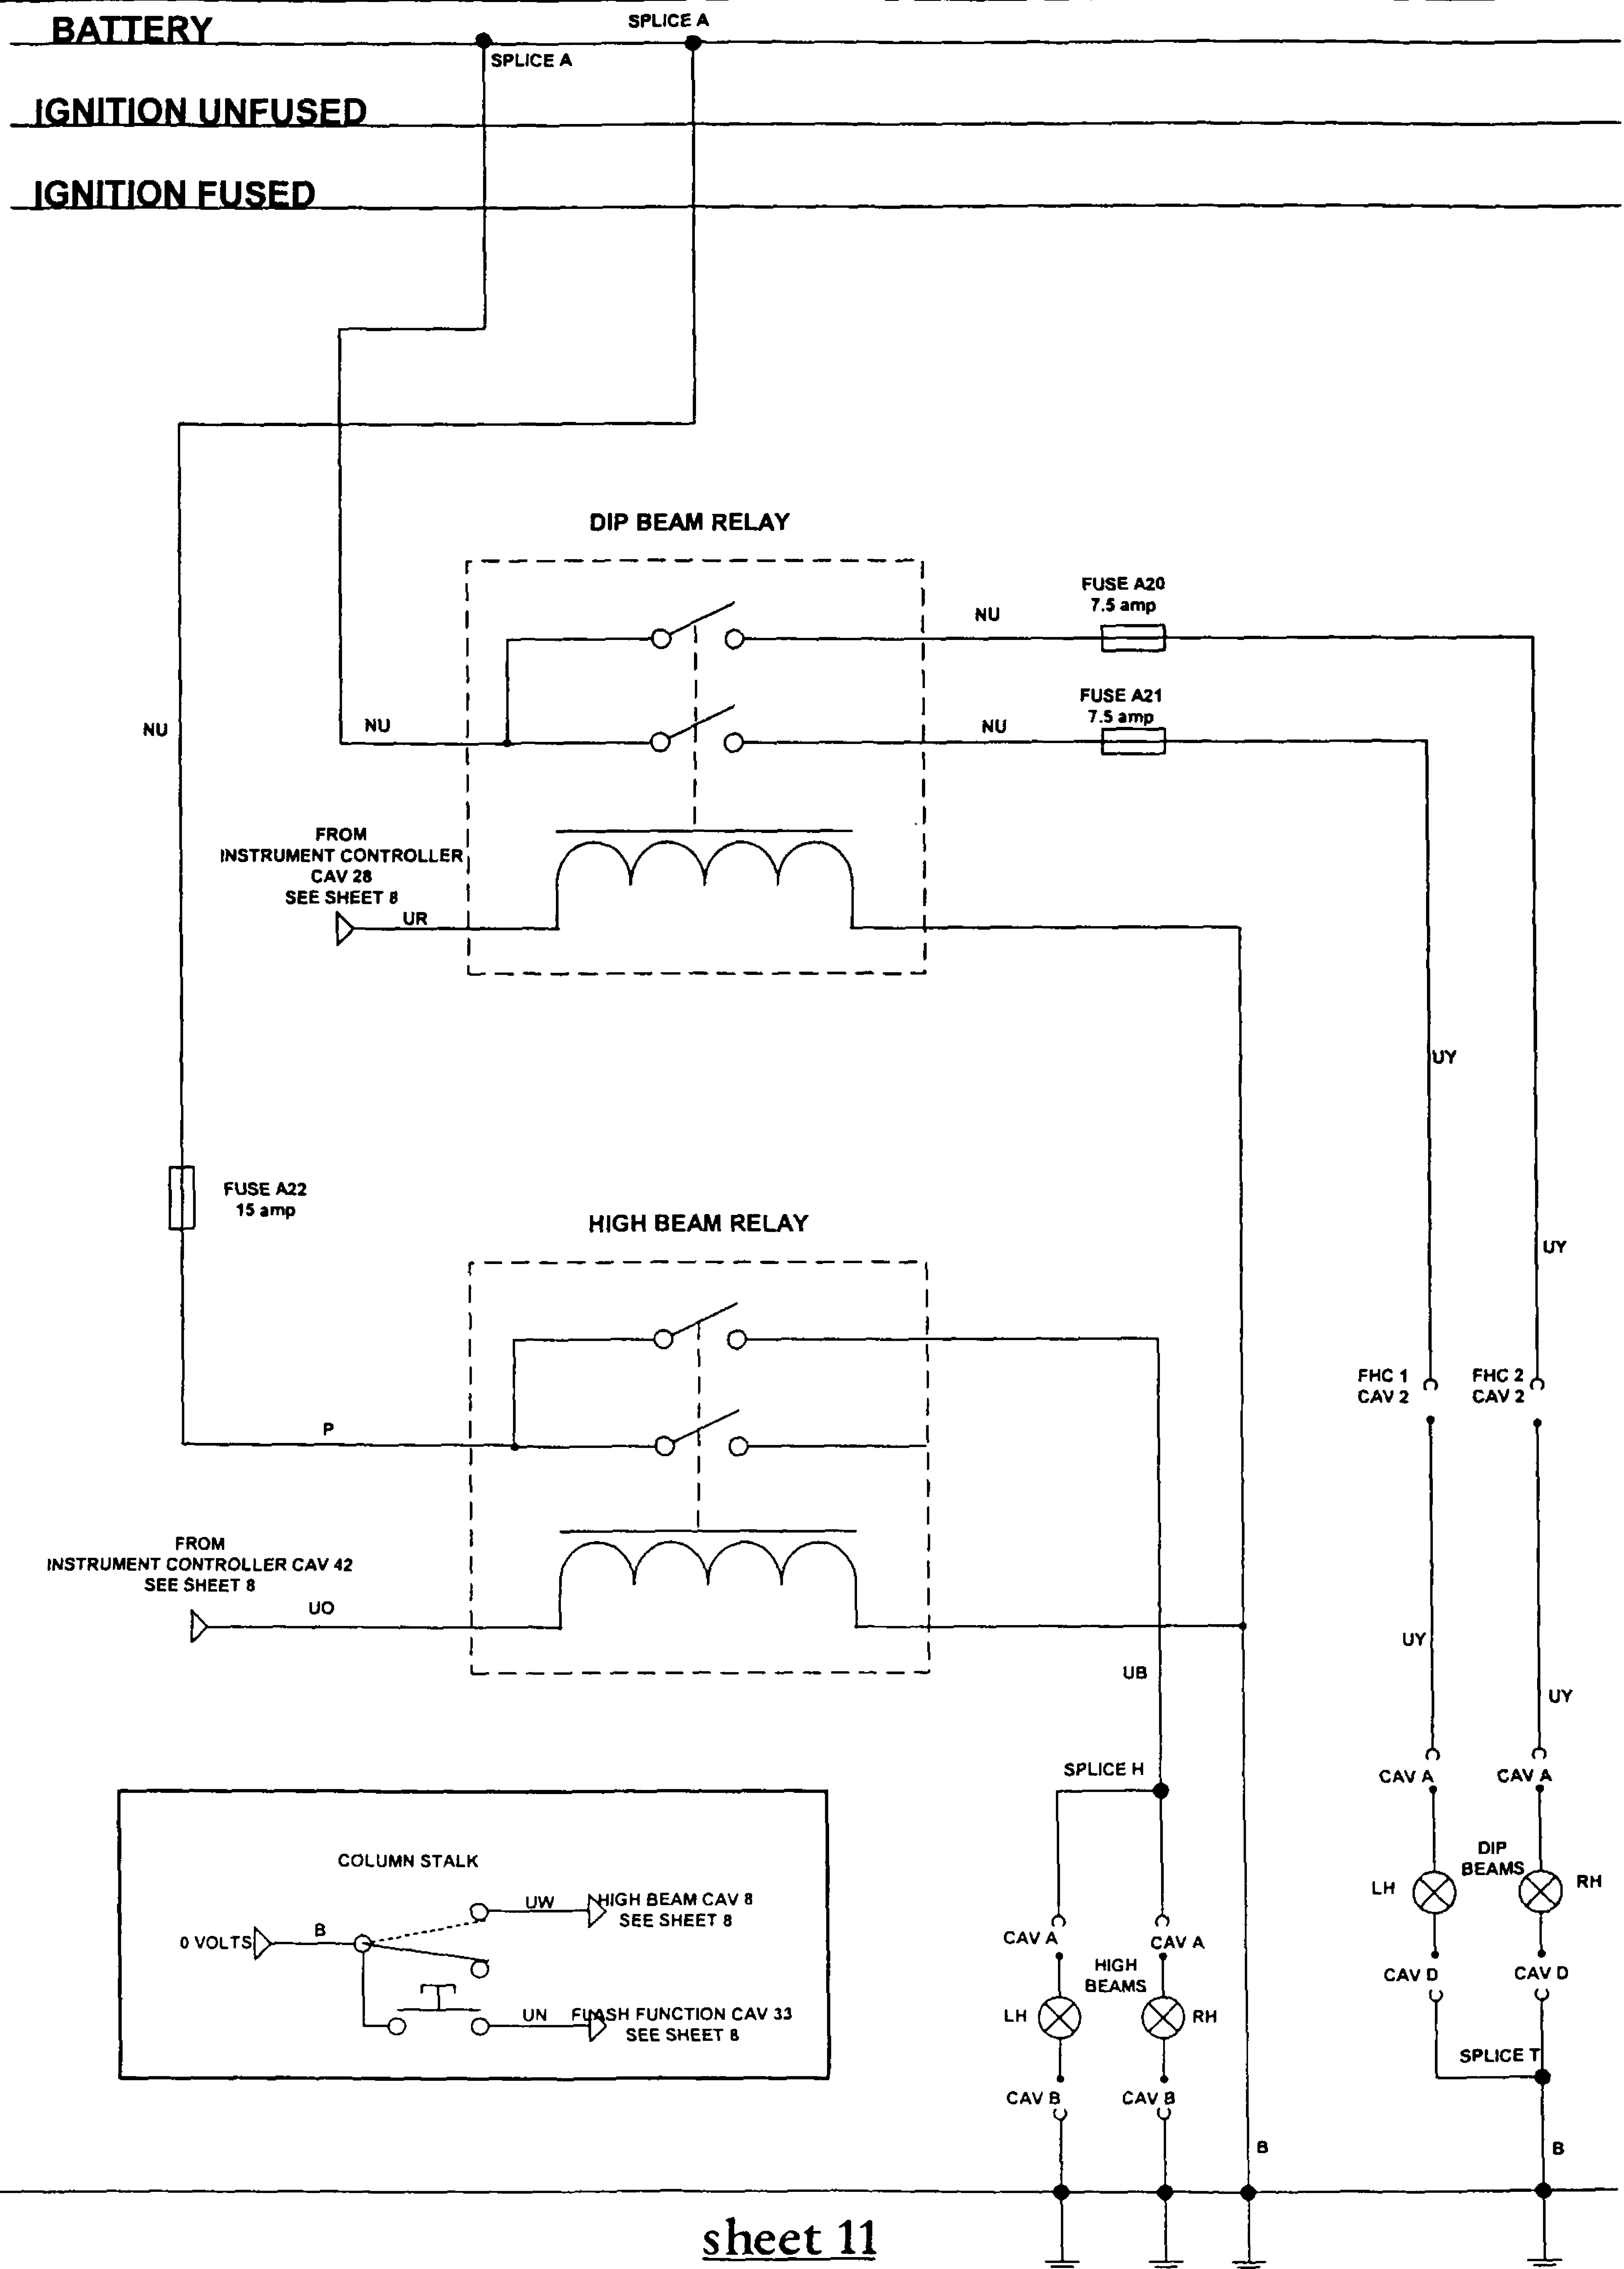 BATTERY
SPLICE A
SPLICE A
IGNITION UNFUSED
IGNITION FUSED
DIP BEAM RELAY
FUSE A20
7.5 amp
NU
FUSE A21
7.5 amp
NU
NU
NU
FROM
INSTRUMENT CONTROLLER
CAV 28
SEE SHEET 8
UR
UY
FUSE A22
15 amp
HIGH BEAM RELAY
UY
FHC 1
CAV 2
FHC 2
CAV 2
P
FROM
INSTRUMENT CONTROLLER CAV 42
SEE SHEET 8
UO
UY
UB
UY
SPLICE H
CAV A
CAV A
COLUMN STALK
DIP
BEAMS
LH
RH
UW
HIGH BEAM CAV 8
SEE SHEET 8
B
0 VOLTS
CAV A
CAV A
HIGH
BEAMS
CAV D
CAV D
UN
FLASH FUNCTION CAV 33
SEE SHEET 8
LH
RH
SPLICE T
CAV B
CAV B
B
B
sheet 11